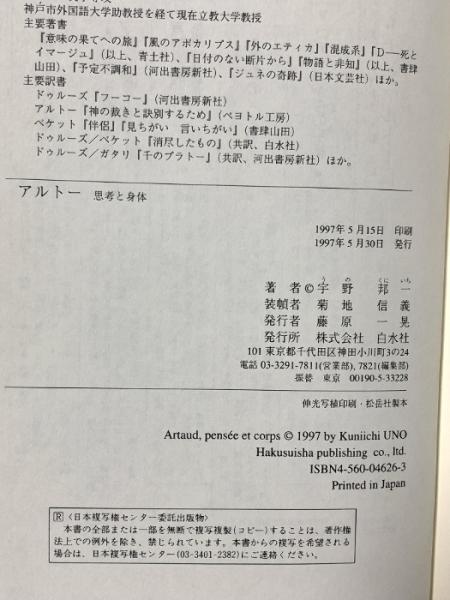 神戸市外国語大学助教授を経て現在立教大学教授
主要著書
『意味の果てへの旅』『風のアポカリプス』『外のエティカ』『混成系』『D──死と
イマージュ』(以上、青土社)、『日付のない断片から』『物語と非知』(以上、書肆
山田)、『予定不調和』(河出書房新社)、『ジュネの奇跡』(日本文芸社)ほか。
主要訳書
ドゥルーズ『フーコー』(河出書房新社)
アルトー『神の裁きと訣別するため』(ペヨトル工房)
ベケット『伴侶』『見ちがい 言いちがい』(書肆山田)
ドゥルーズ/ベケット『消尽したもの』(共訳、白水社)
ドゥルーズ/ガタリ『千のプラトー』(共訳、河出書房新社)ほか。
アルトー 思考と身体
1997年5月15日 印刷
1997年5月30日 発行
う の くに いち
著 者 © 宇 野 邦 一
装幀者 菊 地 信 義
発行者 藤 原 一 晃
発行所 株式会社 白水社
101 東京都千代田区神田小川町3の24
電話 03-3291-7811(営業部), 7821(編集部)
振替 東京 00190-5-33228
伸光写植印刷・松岳社製本
Artaud, pensée et corps © 1997 by Kuniichi UNO
Hakusuisha publishing co., ltd.
ISBN4-560-04626-3
Printed in Japan
R〈日本複写権センター委託出版物〉
本書の全部または一部を無断で複写複製(コピー)することは、著作権
法上での例外を除き、禁じられています。本書からの複写を希望される
場合は、日本複写権センター(03-3401-2382)にご連絡ください。